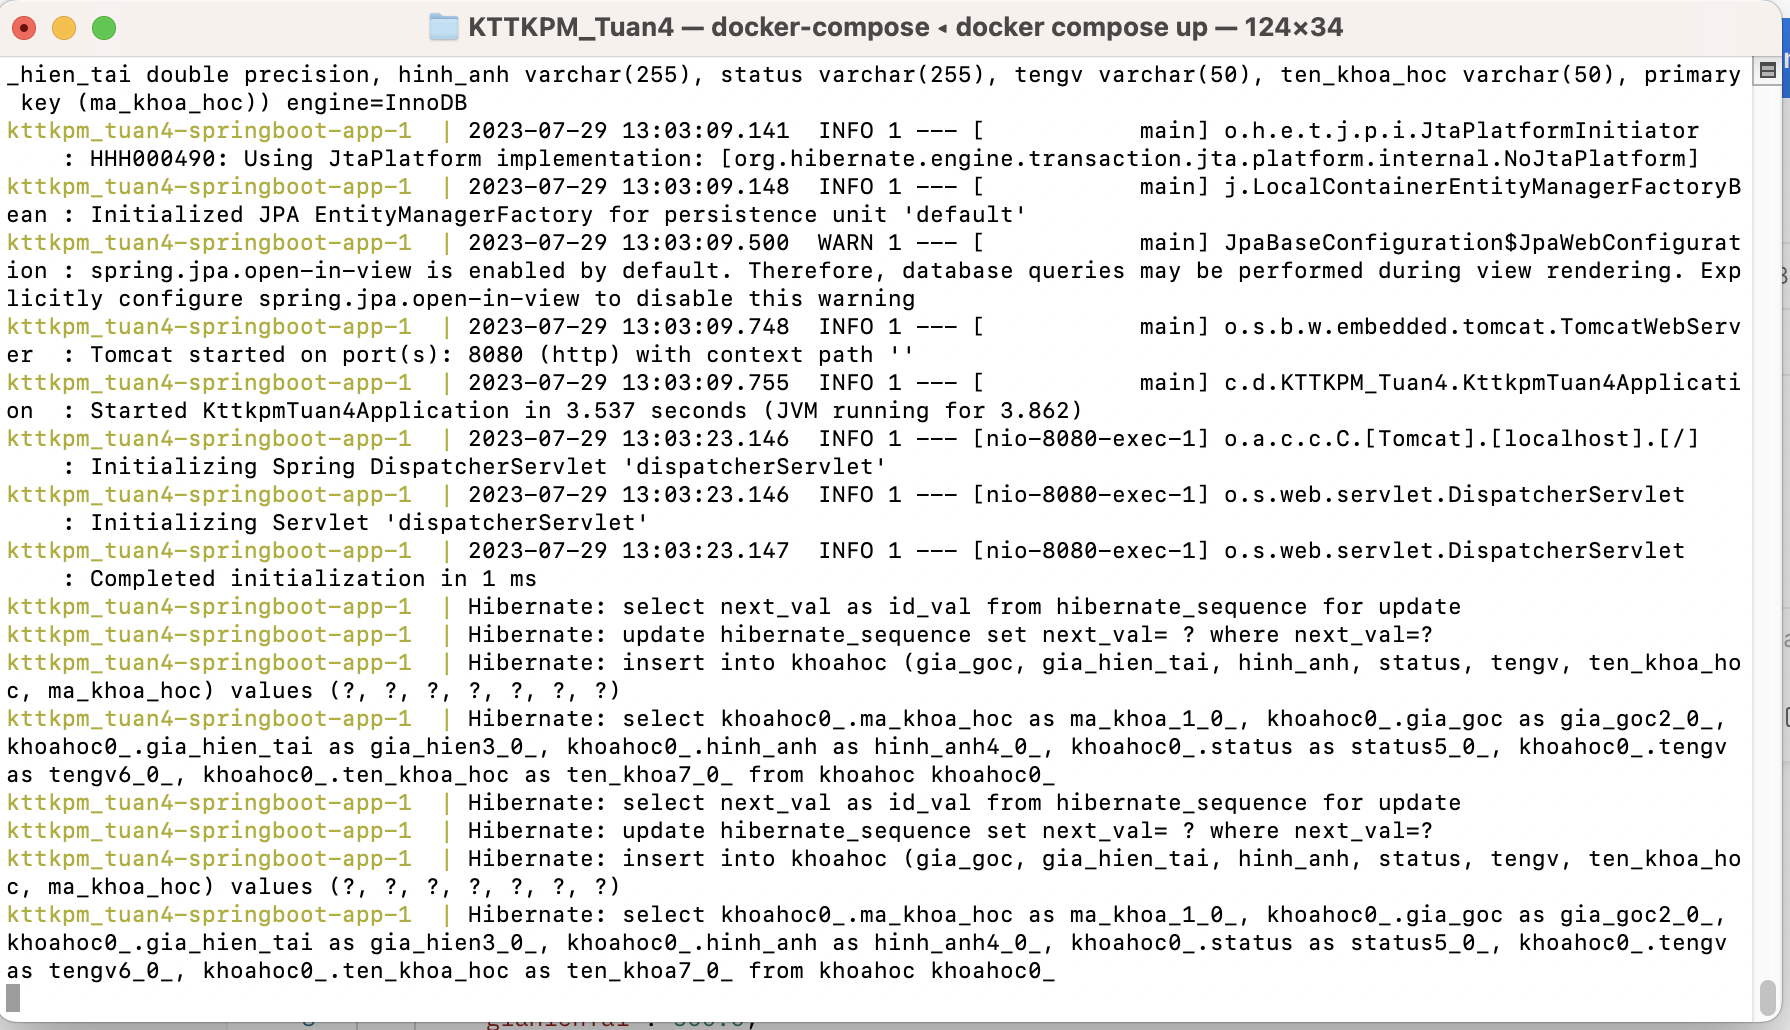 KTTKPM_Tuan4 — docker-compose ◂ docker compose up — 124×34
_hien_tai double precision, hinh_anh varchar(255), status varchar(255), tengv varchar(50), ten_khoa_hoc varchar(50), primary
 key (ma_khoa_hoc)) engine=InnoDB
kttkpm_tuan4-springboot-app-1  | 2023-07-29 13:03:09.141  INFO 1 --- [           main] o.h.e.t.j.p.i.JtaPlatformInitiator
    : HHH000490: Using JtaPlatform implementation: [org.hibernate.engine.transaction.jta.platform.internal.NoJtaPlatform]
kttkpm_tuan4-springboot-app-1  | 2023-07-29 13:03:09.148  INFO 1 --- [           main] j.LocalContainerEntityManagerFactoryB
ean : Initialized JPA EntityManagerFactory for persistence unit 'default'
kttkpm_tuan4-springboot-app-1  | 2023-07-29 13:03:09.500  WARN 1 --- [           main] JpaBaseConfiguration$JpaWebConfigurat
ion : spring.jpa.open-in-view is enabled by default. Therefore, database queries may be performed during view rendering. Exp
licitly configure spring.jpa.open-in-view to disable this warning
kttkpm_tuan4-springboot-app-1  | 2023-07-29 13:03:09.748  INFO 1 --- [           main] o.s.b.w.embedded.tomcat.TomcatWebServ
er  : Tomcat started on port(s): 8080 (http) with context path ''
kttkpm_tuan4-springboot-app-1  | 2023-07-29 13:03:09.755  INFO 1 --- [           main] c.d.KTTKPM_Tuan4.KttkpmTuan4Applicati
on  : Started KttkpmTuan4Application in 3.537 seconds (JVM running for 3.862)
kttkpm_tuan4-springboot-app-1  | 2023-07-29 13:03:23.146  INFO 1 --- [nio-8080-exec-1] o.a.c.c.C.[Tomcat].[localhost].[/]
    : Initializing Spring DispatcherServlet 'dispatcherServlet'
kttkpm_tuan4-springboot-app-1  | 2023-07-29 13:03:23.146  INFO 1 --- [nio-8080-exec-1] o.s.web.servlet.DispatcherServlet
    : Initializing Servlet 'dispatcherServlet'
kttkpm_tuan4-springboot-app-1  | 2023-07-29 13:03:23.147  INFO 1 --- [nio-8080-exec-1] o.s.web.servlet.DispatcherServlet
    : Completed initialization in 1 ms
kttkpm_tuan4-springboot-app-1  | Hibernate: select next_val as id_val from hibernate_sequence for update
kttkpm_tuan4-springboot-app-1  | Hibernate: update hibernate_sequence set next_val= ? where next_val=?
kttkpm_tuan4-springboot-app-1  | Hibernate: insert into khoahoc (gia_goc, gia_hien_tai, hinh_anh, status, tengv, ten_khoa_ho
c, ma_khoa_hoc) values (?, ?, ?, ?, ?, ?, ?)
kttkpm_tuan4-springboot-app-1  | Hibernate: select khoahoc0_.ma_khoa_hoc as ma_khoa_1_0_, khoahoc0_.gia_goc as gia_goc2_0_,
khoahoc0_.gia_hien_tai as gia_hien3_0_, khoahoc0_.hinh_anh as hinh_anh4_0_, khoahoc0_.status as status5_0_, khoahoc0_.tengv
as tengv6_0_, khoahoc0_.ten_khoa_hoc as ten_khoa7_0_ from khoahoc khoahoc0_
kttkpm_tuan4-springboot-app-1  | Hibernate: select next_val as id_val from hibernate_sequence for update
kttkpm_tuan4-springboot-app-1  | Hibernate: update hibernate_sequence set next_val= ? where next_val=?
kttkpm_tuan4-springboot-app-1  | Hibernate: insert into khoahoc (gia_goc, gia_hien_tai, hinh_anh, status, tengv, ten_khoa_ho
c, ma_khoa_hoc) values (?, ?, ?, ?, ?, ?, ?)
kttkpm_tuan4-springboot-app-1  | Hibernate: select khoahoc0_.ma_khoa_hoc as ma_khoa_1_0_, khoahoc0_.gia_goc as gia_goc2_0_,
khoahoc0_.gia_hien_tai as gia_hien3_0_, khoahoc0_.hinh_anh as hinh_anh4_0_, khoahoc0_.status as status5_0_, khoahoc0_.tengv
as tengv6_0_, khoahoc0_.ten_khoa_hoc as ten_khoa7_0_ from khoahoc khoahoc0_